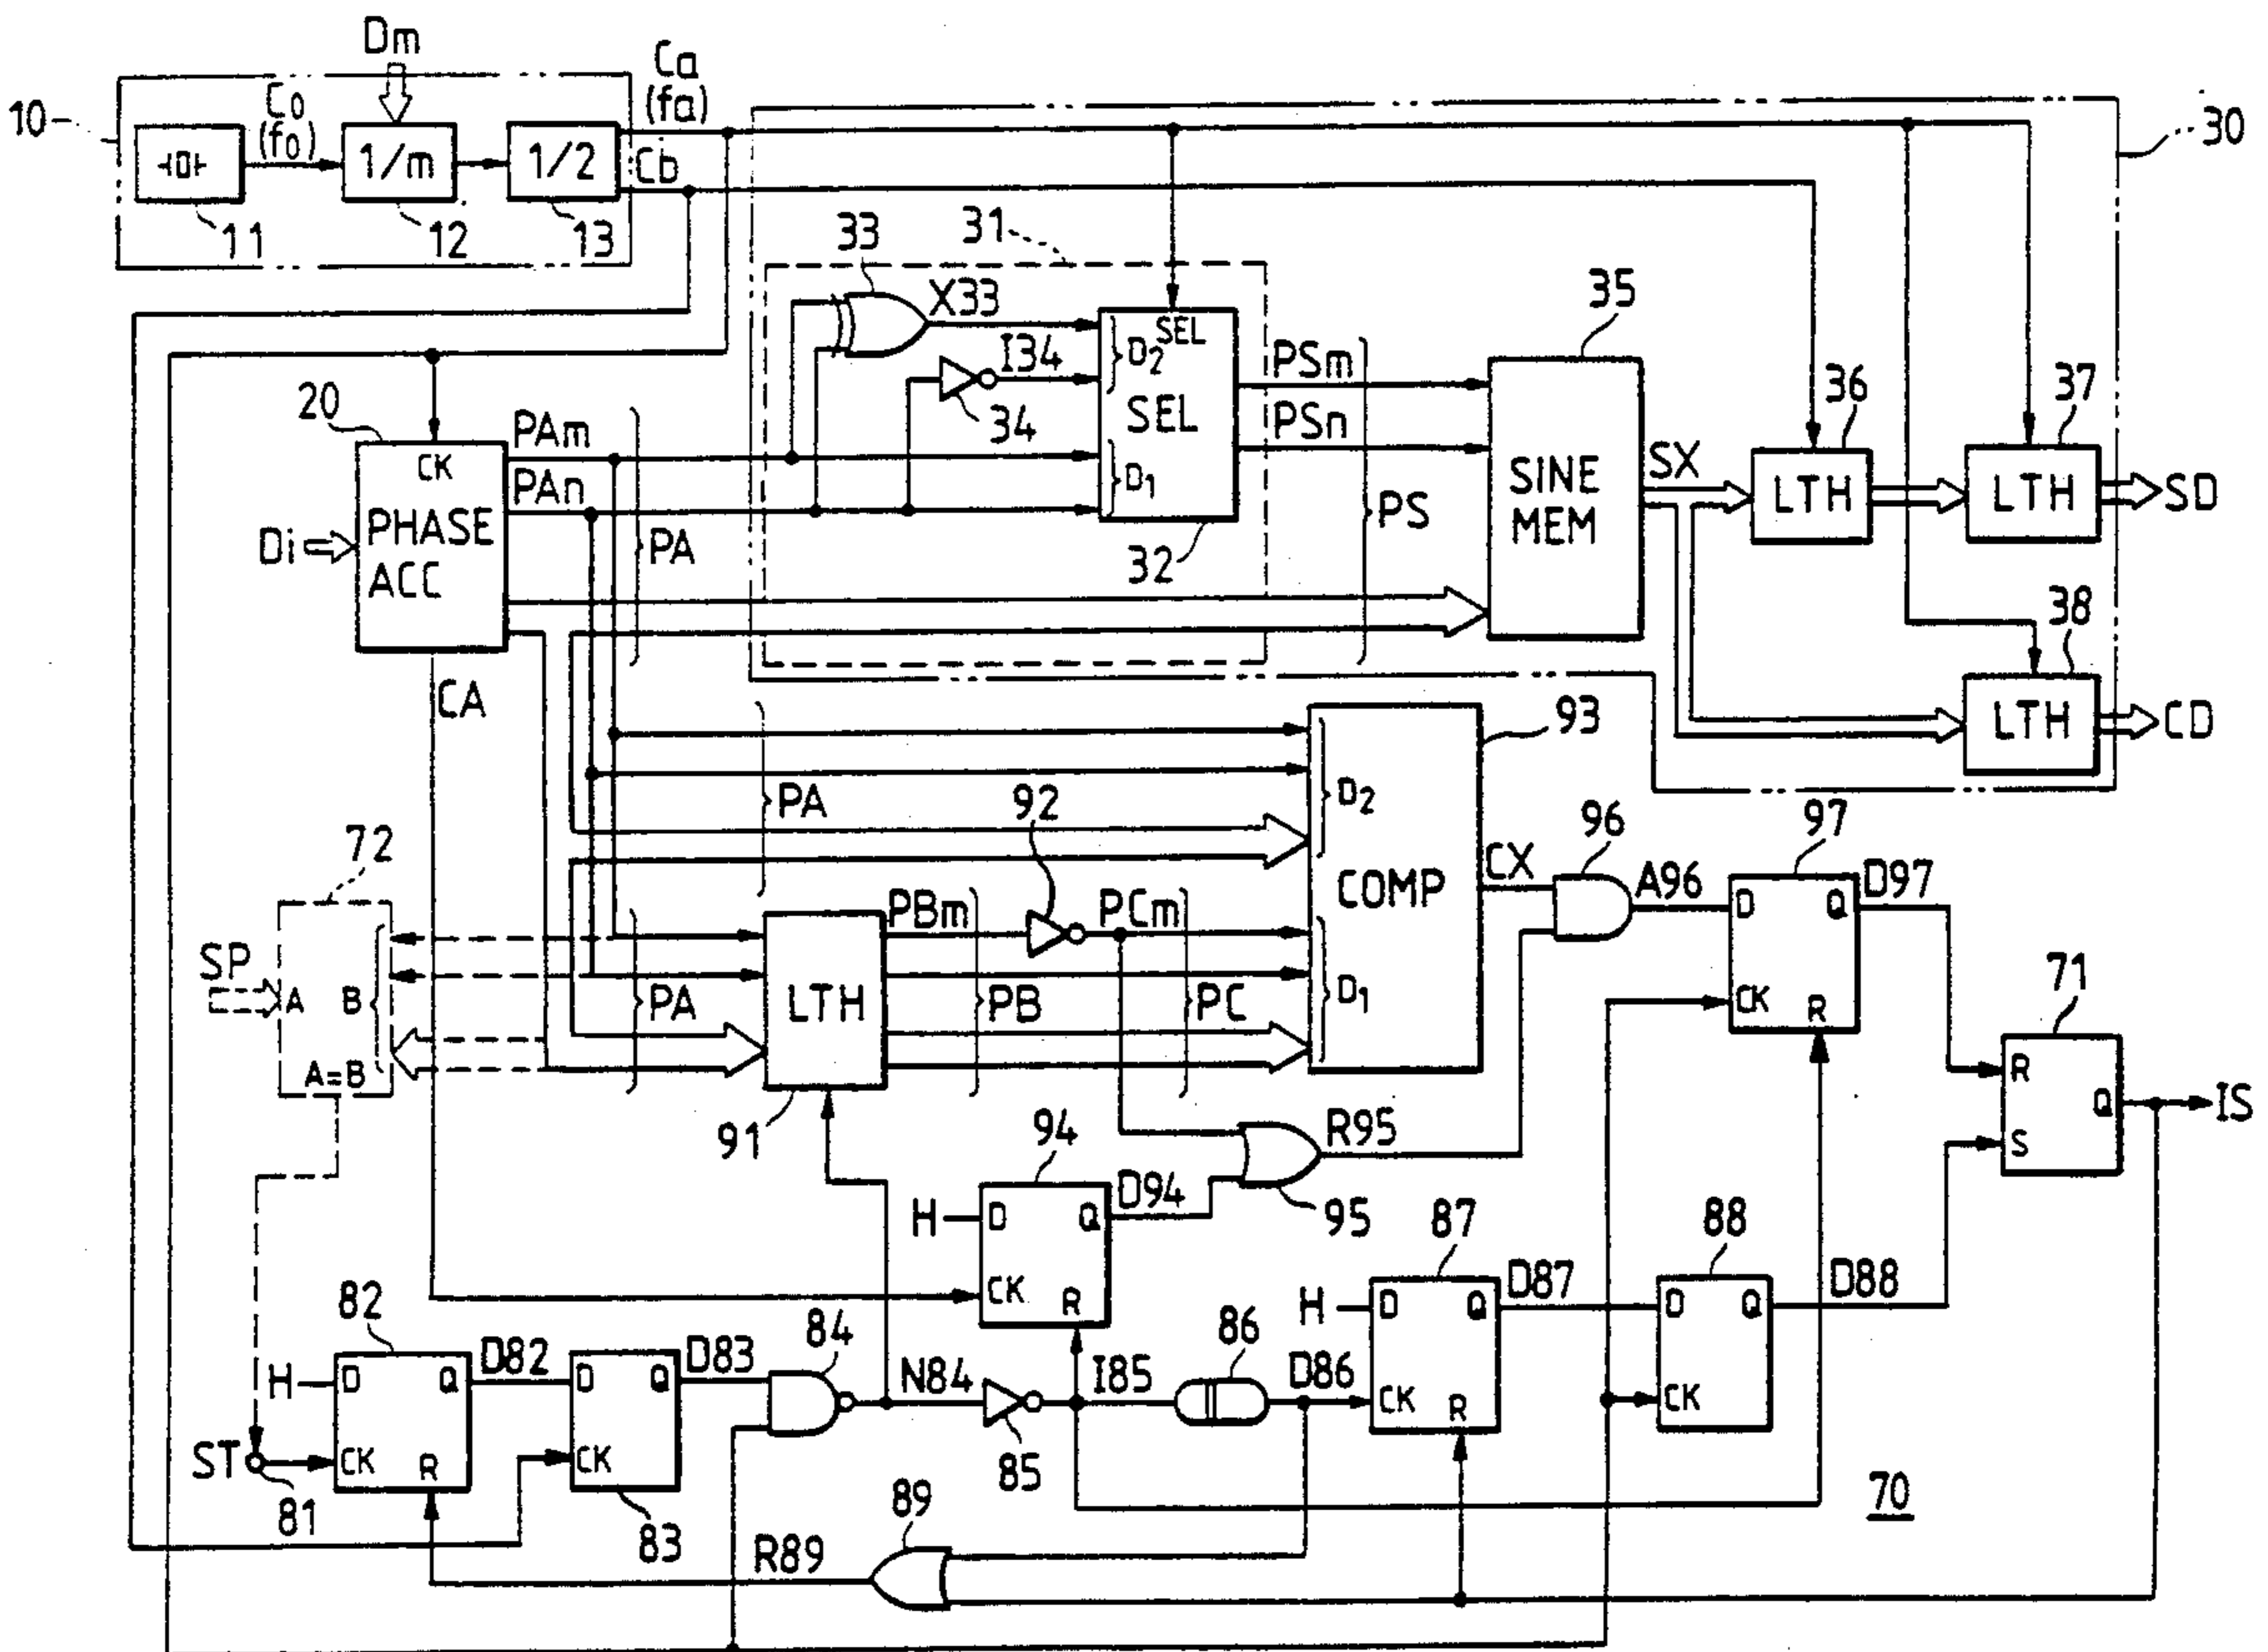 Dm
10
C0
(f0)
1/m
1/2
Ca
(fa)
Cb
11
12
13
30
33
31
X33
SEL
D2
I34
SEL
34
D1
32
PSm
PSn
PS
35
SINE
MEM
SX
36
LTH
37
LTH
SD
38
LTH
CD
20
CK
PHASE
ACC
Di
PAm
PAn
PA
CA
PA
93
D2
COMP
D1
CX
72
SP
A
B
A=B
PA
LTH
91
PBm
PB
92
PCm
PC
96
A96
97
D
Q
CK
R
D97
71
R
Q
S
IS
94
H
D
Q
CK
R
D94
R95
95
87
H
D
Q
CK
R
D87
88
D
Q
CK
D88
82
H
D
Q
CK
R
D82
ST
81
D
Q
CK
83
D83
84
N84
85
I85
86
D86
89
R89
70